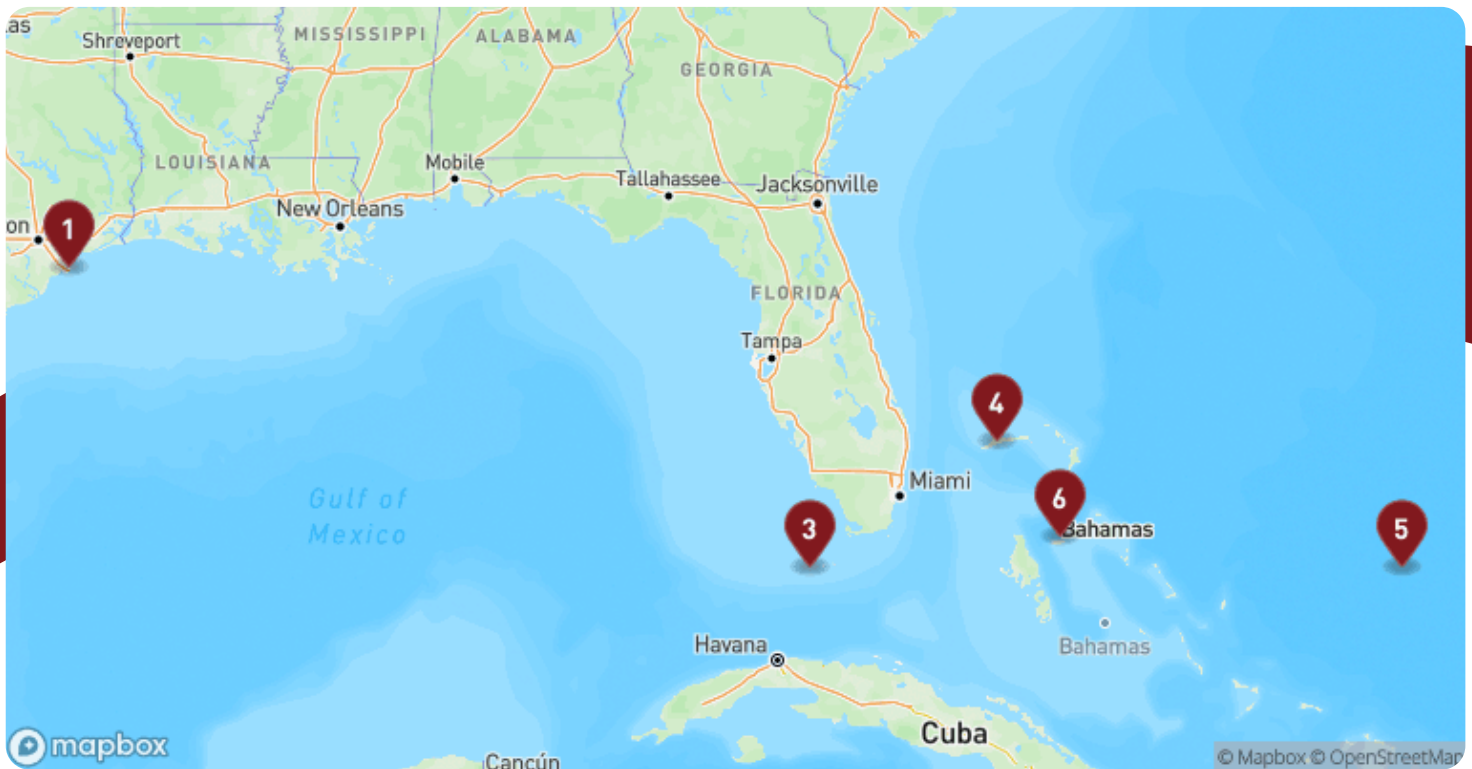 as
Shreveport
MISSISSIPPI
ALABAMA
GEORGIA
LOUISIANA
Mobile
Tallahassee
Jacksonville
New Orleans
on
1
FLORIDA
Tampa
4
Miami
Gulf of
Mexico
6
3
Bahamas
5
Havana
Bahamas
Cuba
mapbox
Cancún
© Mapbox © OpenStreetMap